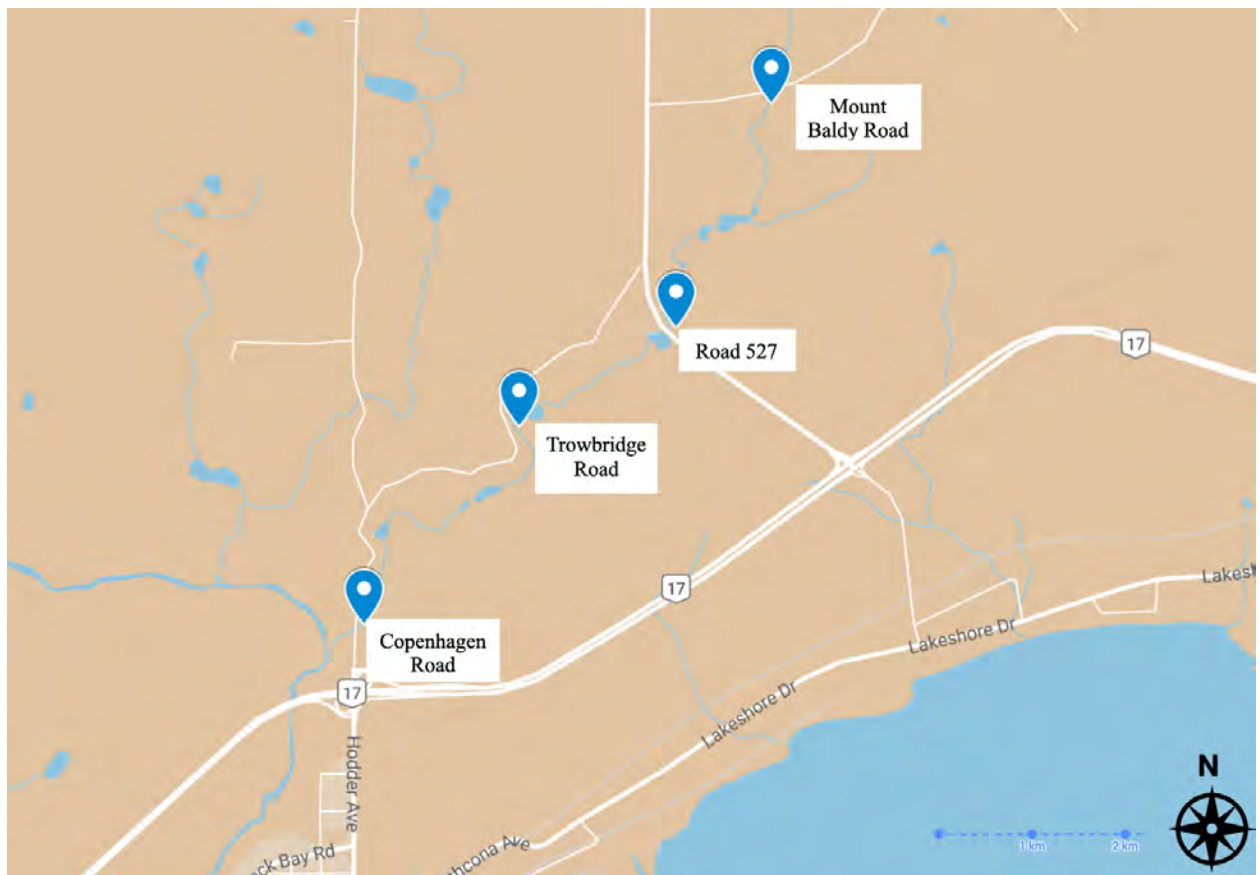 Mount
Baldy Road
Road 527
17
Trowbridge
Road
17
Lakeshore Dr
Copenhagen
Road
17
Lakeshore Dr
Hodder Ave
N
1 km
2 km